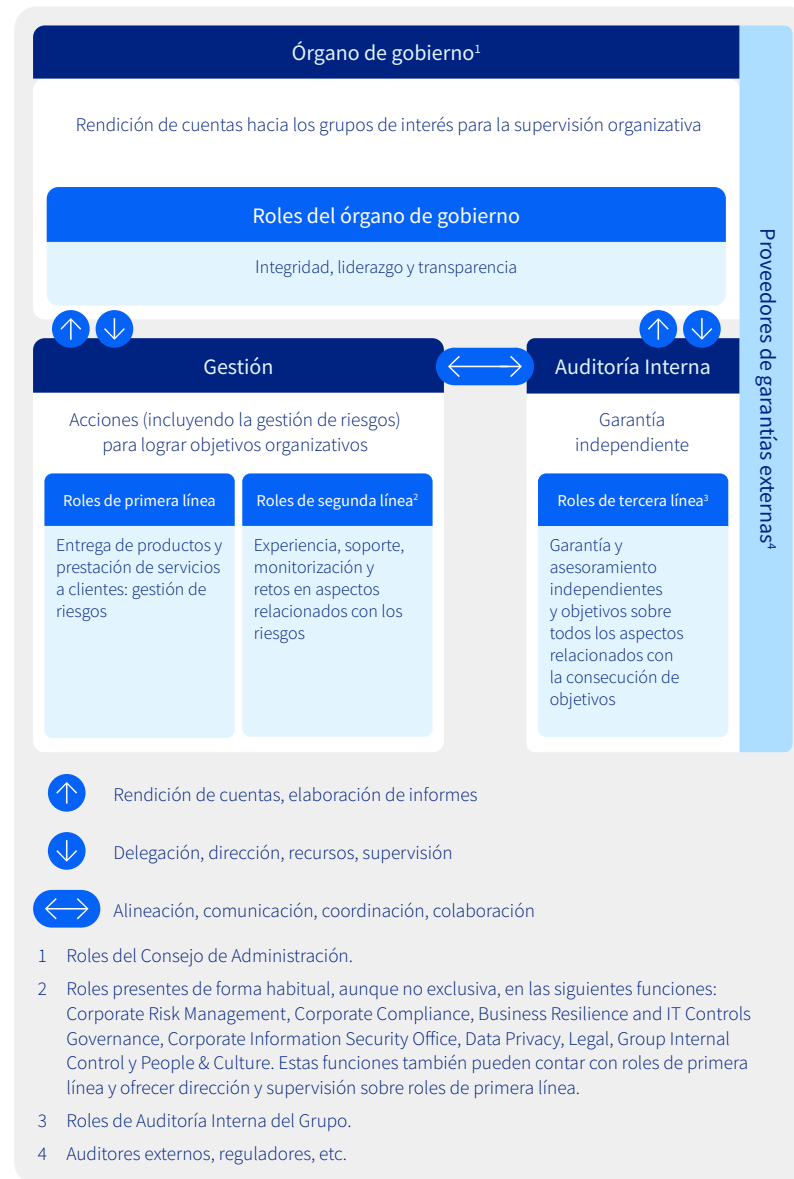 Órgano de gobierno¹
Rendición de cuentas hacia los grupos de interés para la supervisión organizativa
Roles del órgano de gobierno
Integridad, liderazgo y transparencia
Gestión
Acciones (incluyendo la gestión de riesgos)
para lograr objetivos organizativos
Roles de primera línea
Entrega de productos y
prestación de servicios
a clientes: gestión de
riesgos
Roles de segunda línea²
Experiencia, soporte,
monitorización y
retos en aspectos
relacionados con los
riesgos
Auditoría Interna
Garantía
independiente
Roles de tercera línea³
Garantía y
asesoramiento
independientes
y objetivos sobre
todos los aspectos
relacionados con
la consecución de
objetivos
Proveedores de garantías externas⁴
Rendición de cuentas, elaboración de informes
Delegación, dirección, recursos, supervisión
Alineación, comunicación, coordinación, colaboración
1 Roles del Consejo de Administración.
2 Roles presentes de forma habitual, aunque no exclusiva, en las siguientes funciones:
Corporate Risk Management, Corporate Compliance, Business Resilience and IT Controls
Governance, Corporate Information Security Office, Data Privacy, Legal, Group Internal
Control y People & Culture. Estas funciones también pueden contar con roles de primera
línea y ofrecer dirección y supervisión sobre roles de primera línea.
3 Roles de Auditoría Interna del Grupo.
4 Auditores externos, reguladores, etc.